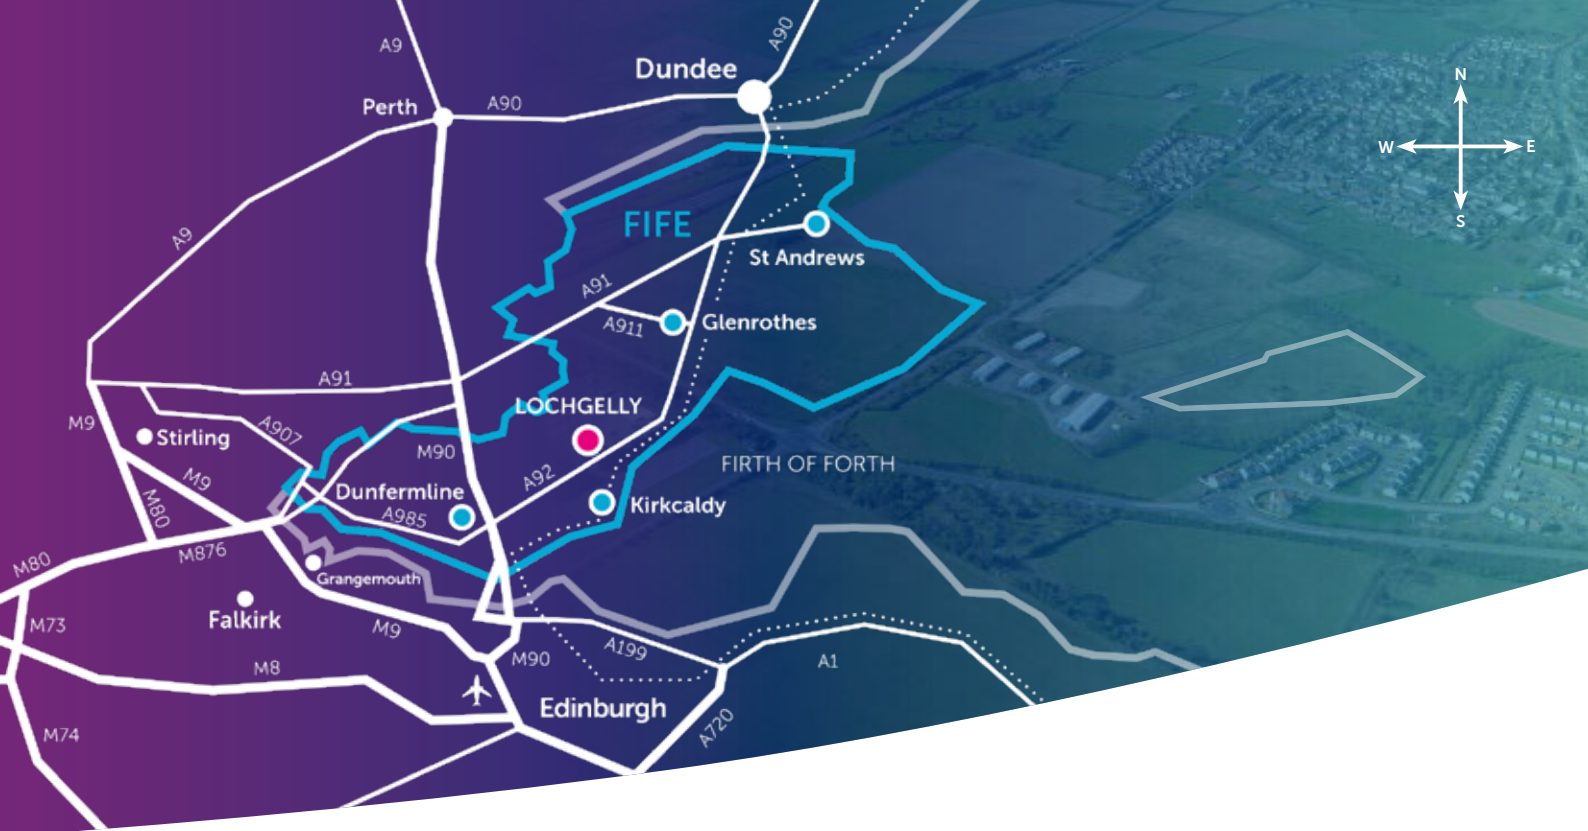 A9
A90
Dundee
N
Perth
A90
W
E
S
FIFE
A9
St Andrews
A91
A911
Glenrothes
A91
LOCHGELLY
M9
A907
Stirling
M90
FIRTH OF FORTH
M9
A92
Dunfermline
M80
A985
Kirkcaldy
M876
M80
Grangemouth
Falkirk
M73
M9
A199
M90
A1
M8
Edinburgh
A720
M74